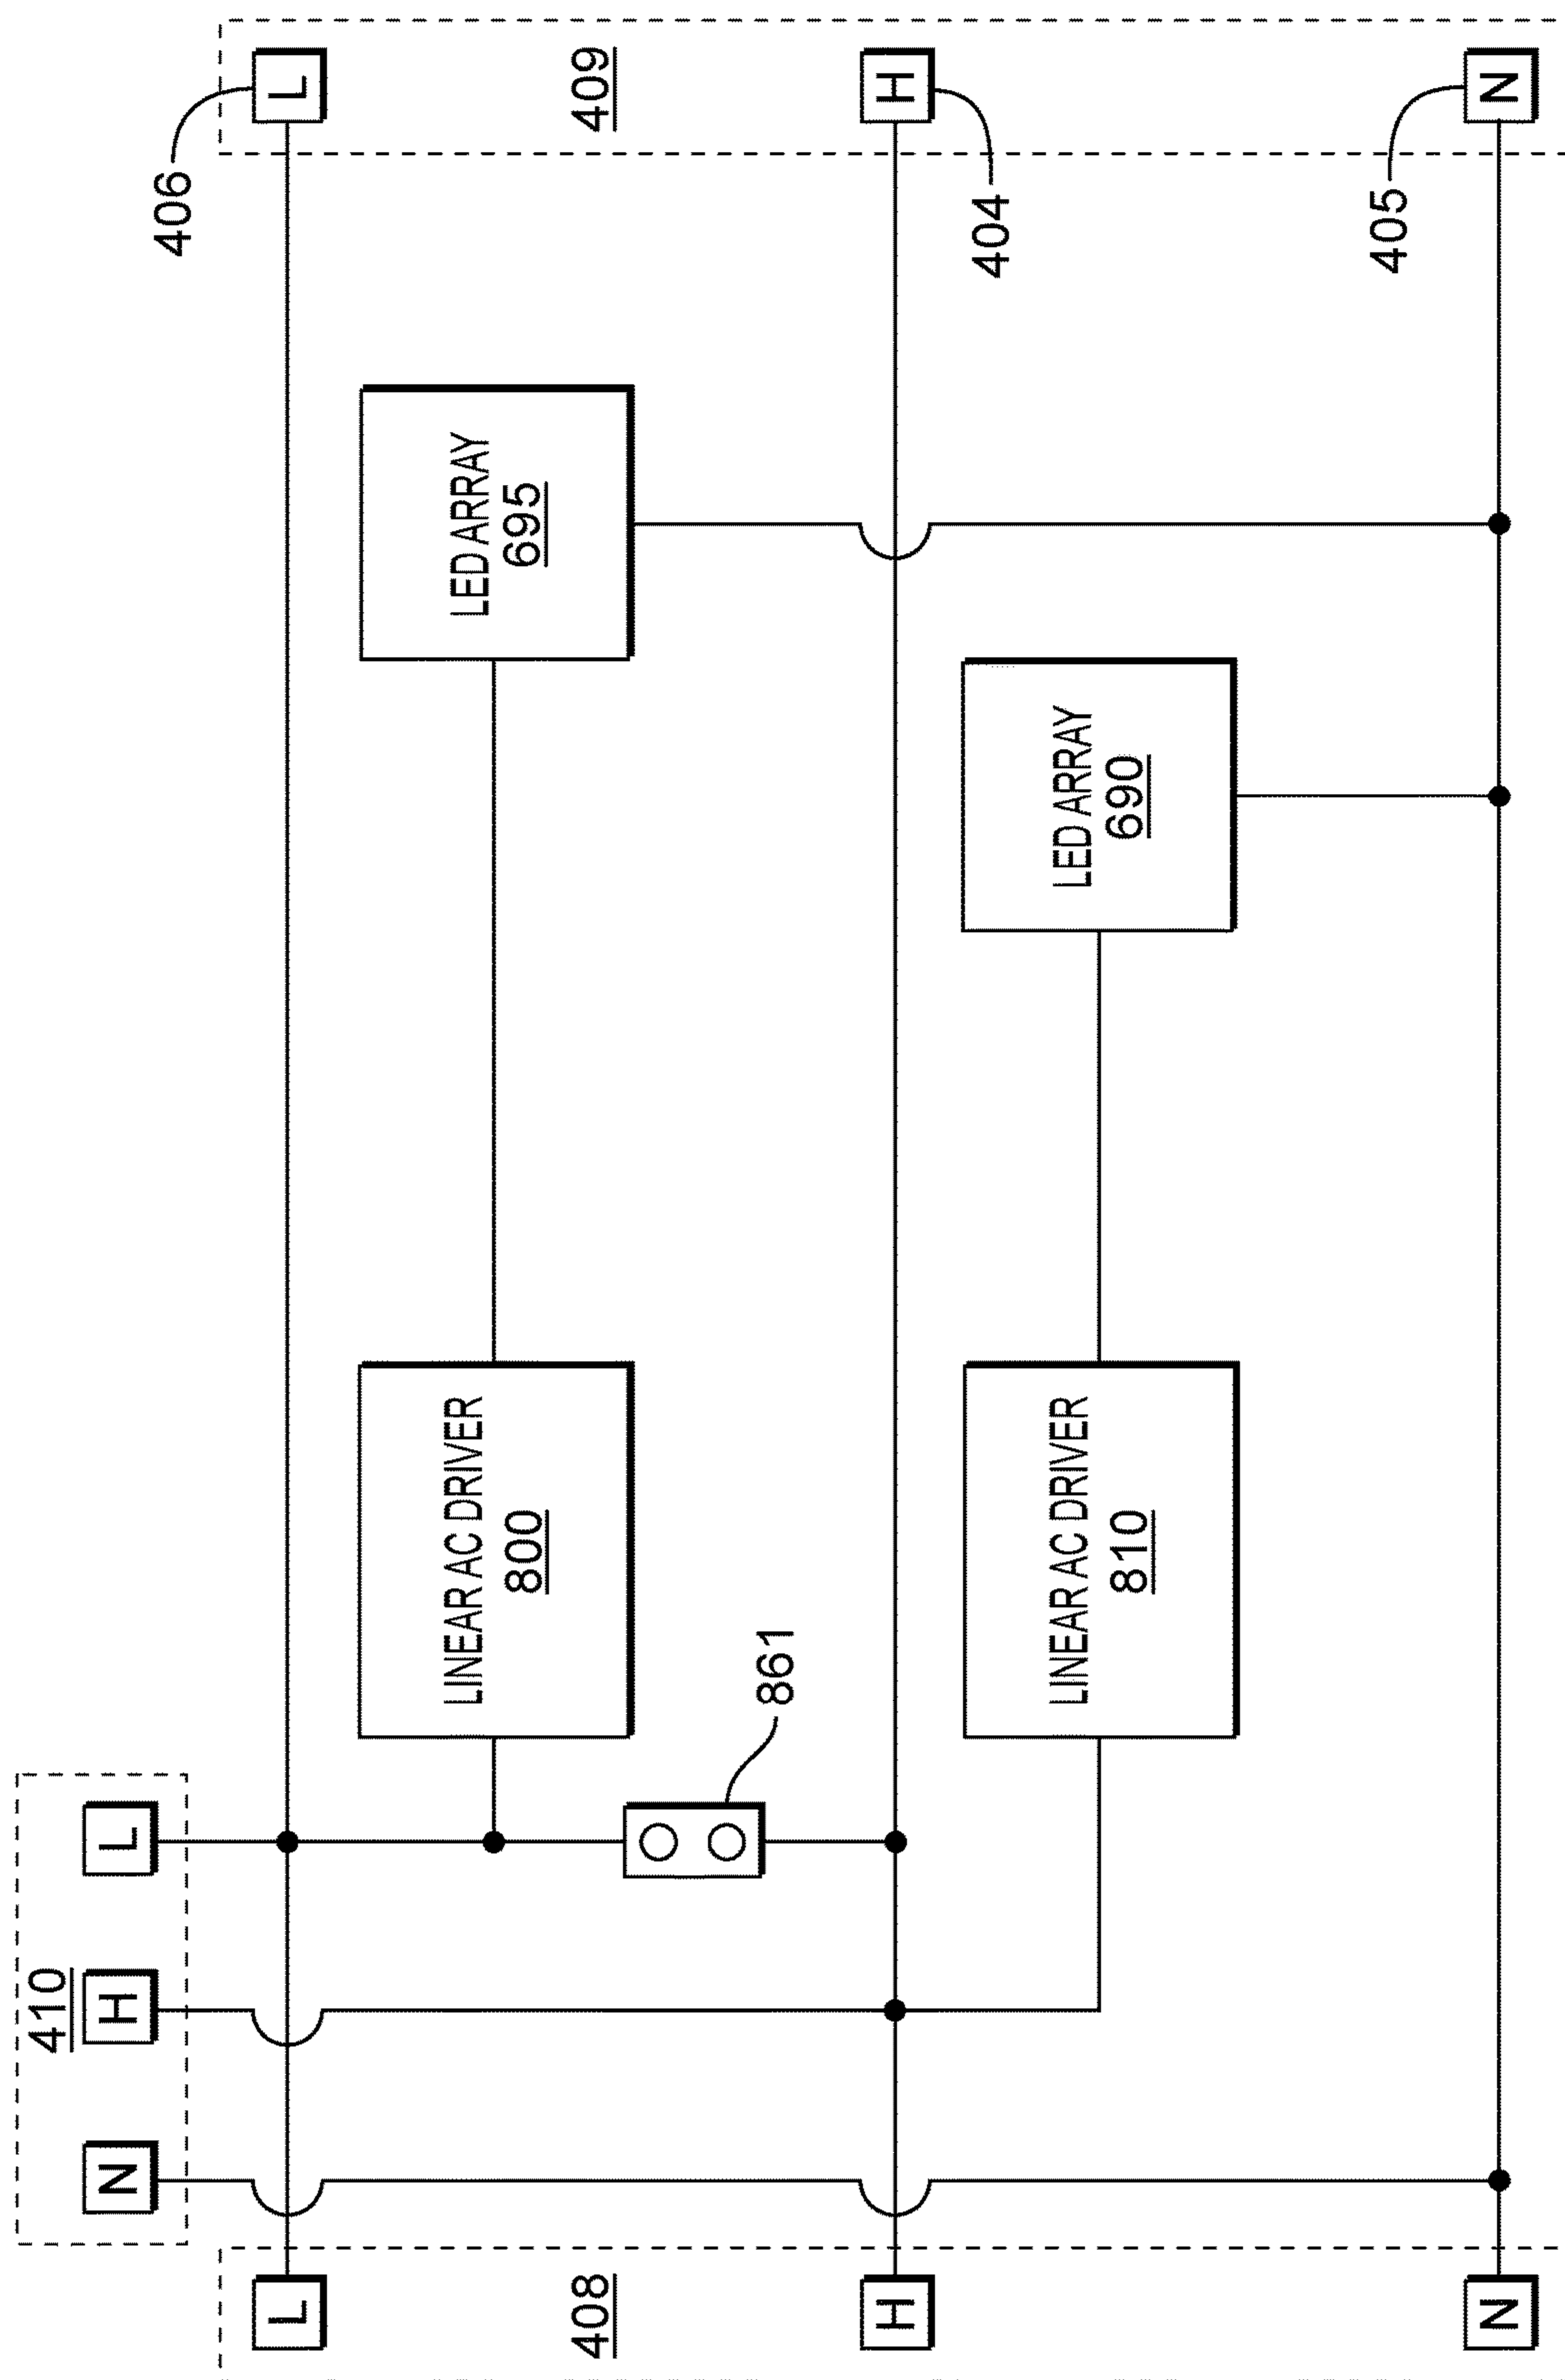 410
N
H
L
L
408
H
N
LINEAR AC DRIVER
800
861
LINEAR AC DRIVER
810
LED ARRAY
695
LED ARRAY
690
L
406
409
H
404
N
405